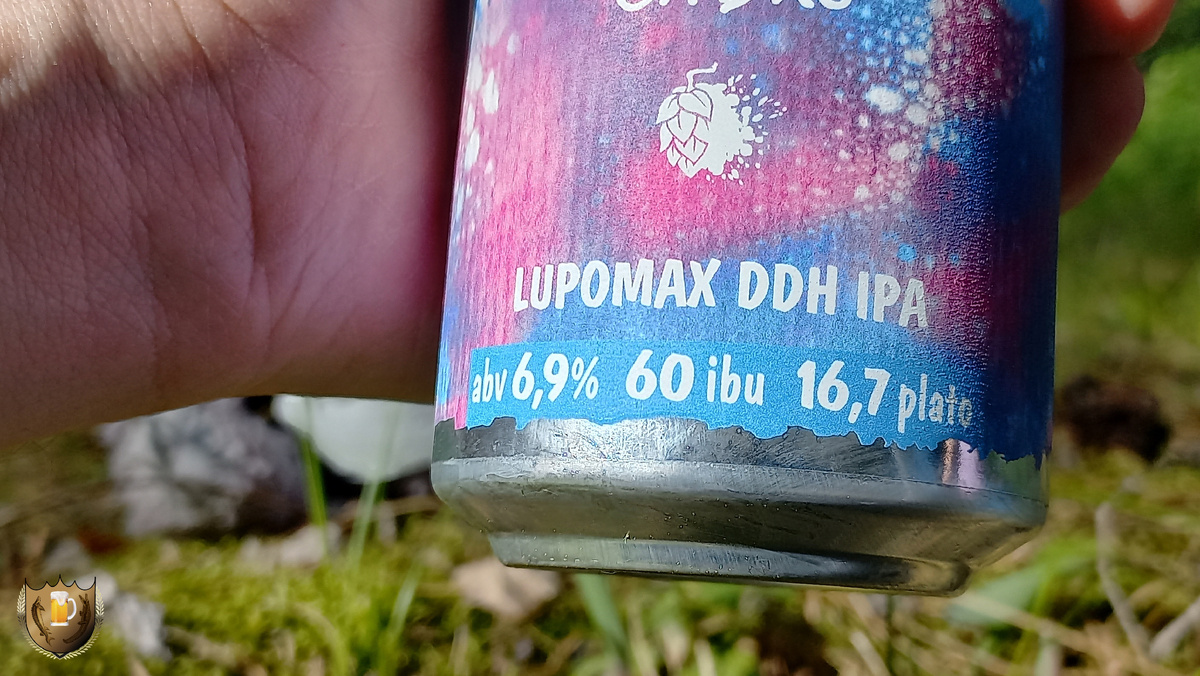 LUPOMAX DDH IPA
abv 6,9% 60 ibu 16,7 plato